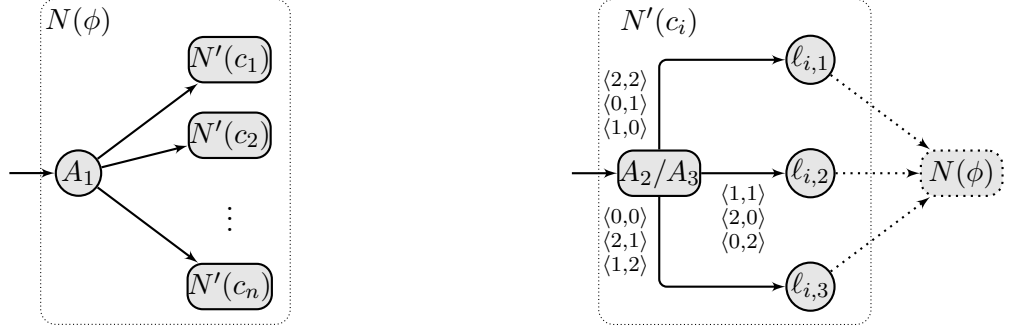 N(ϕ)
N′(c₁)
N′(c₂)
A₁
⋮
N′(cₙ)
N′(cᵢ)
ℓᵢ,₁
⟨2,2⟩
⟨0,1⟩
⟨1,0⟩
A₂/A₃
ℓᵢ,₂
N(ϕ)
⟨1,1⟩
⟨2,0⟩
⟨0,2⟩
⟨0,0⟩
⟨2,1⟩
⟨1,2⟩
ℓᵢ,₃